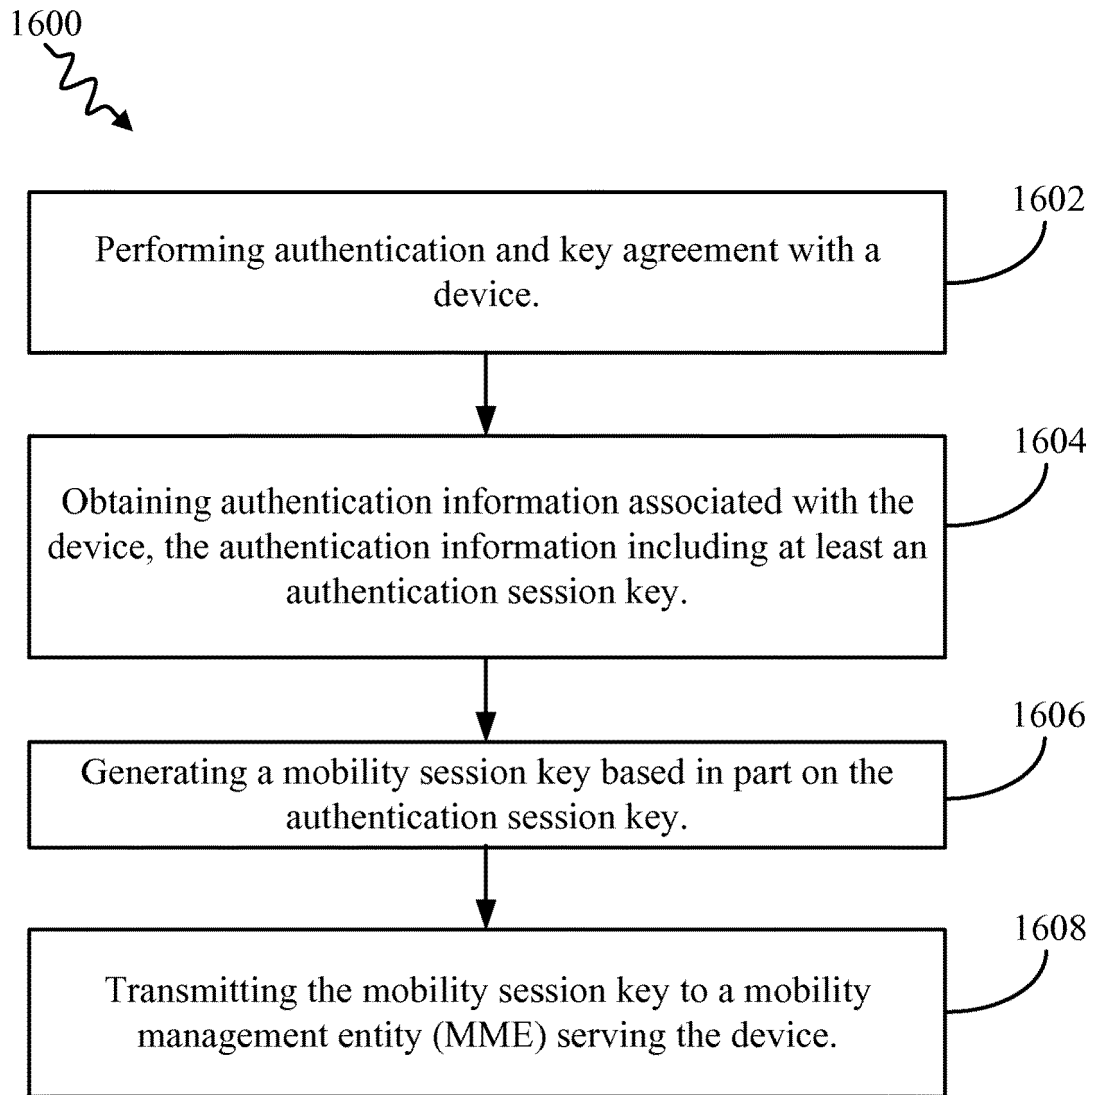 1600
1602
Performing authentication and key agreement with a
device.
1604
Obtaining authentication information associated with the
device, the authentication information including at least an
authentication session key.
1606
Generating a mobility session key based in part on the
authentication session key.
1608
Transmitting the mobility session key to a mobility
management entity (MME) serving the device.